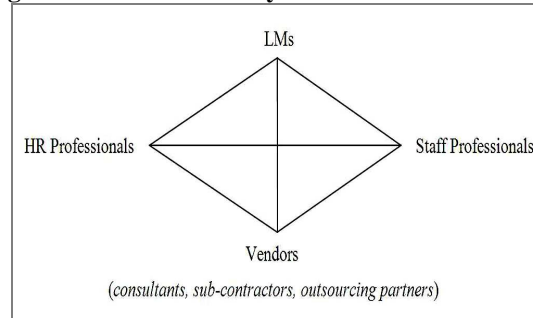 LMs
HR Professionals
Staff Professionals
Vendors
(consultants, sub-contractors, outsourcing partners)